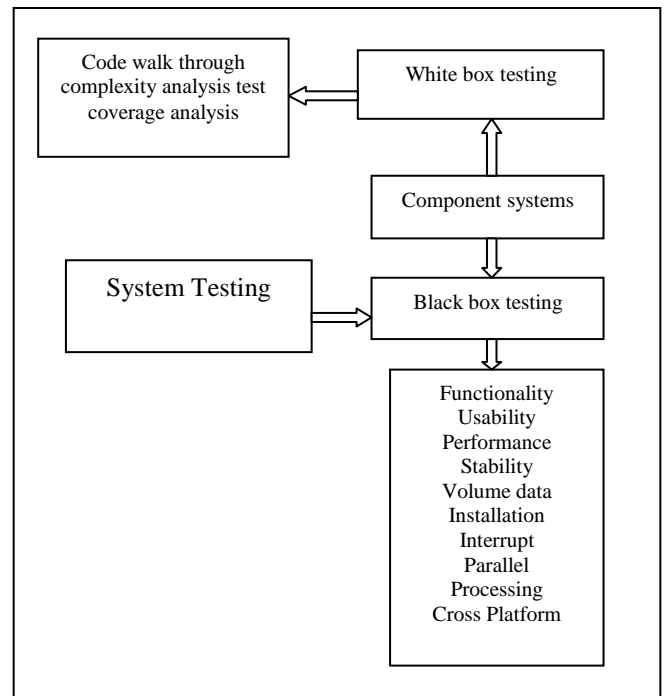 Code walk through
complexity analysis test
coverage analysis
White box testing
Component systems
System Testing
Black box testing
Functionality
Usability
Performance
Stability
Volume data
Installation
Interrupt
Parallel
Processing
Cross Platform